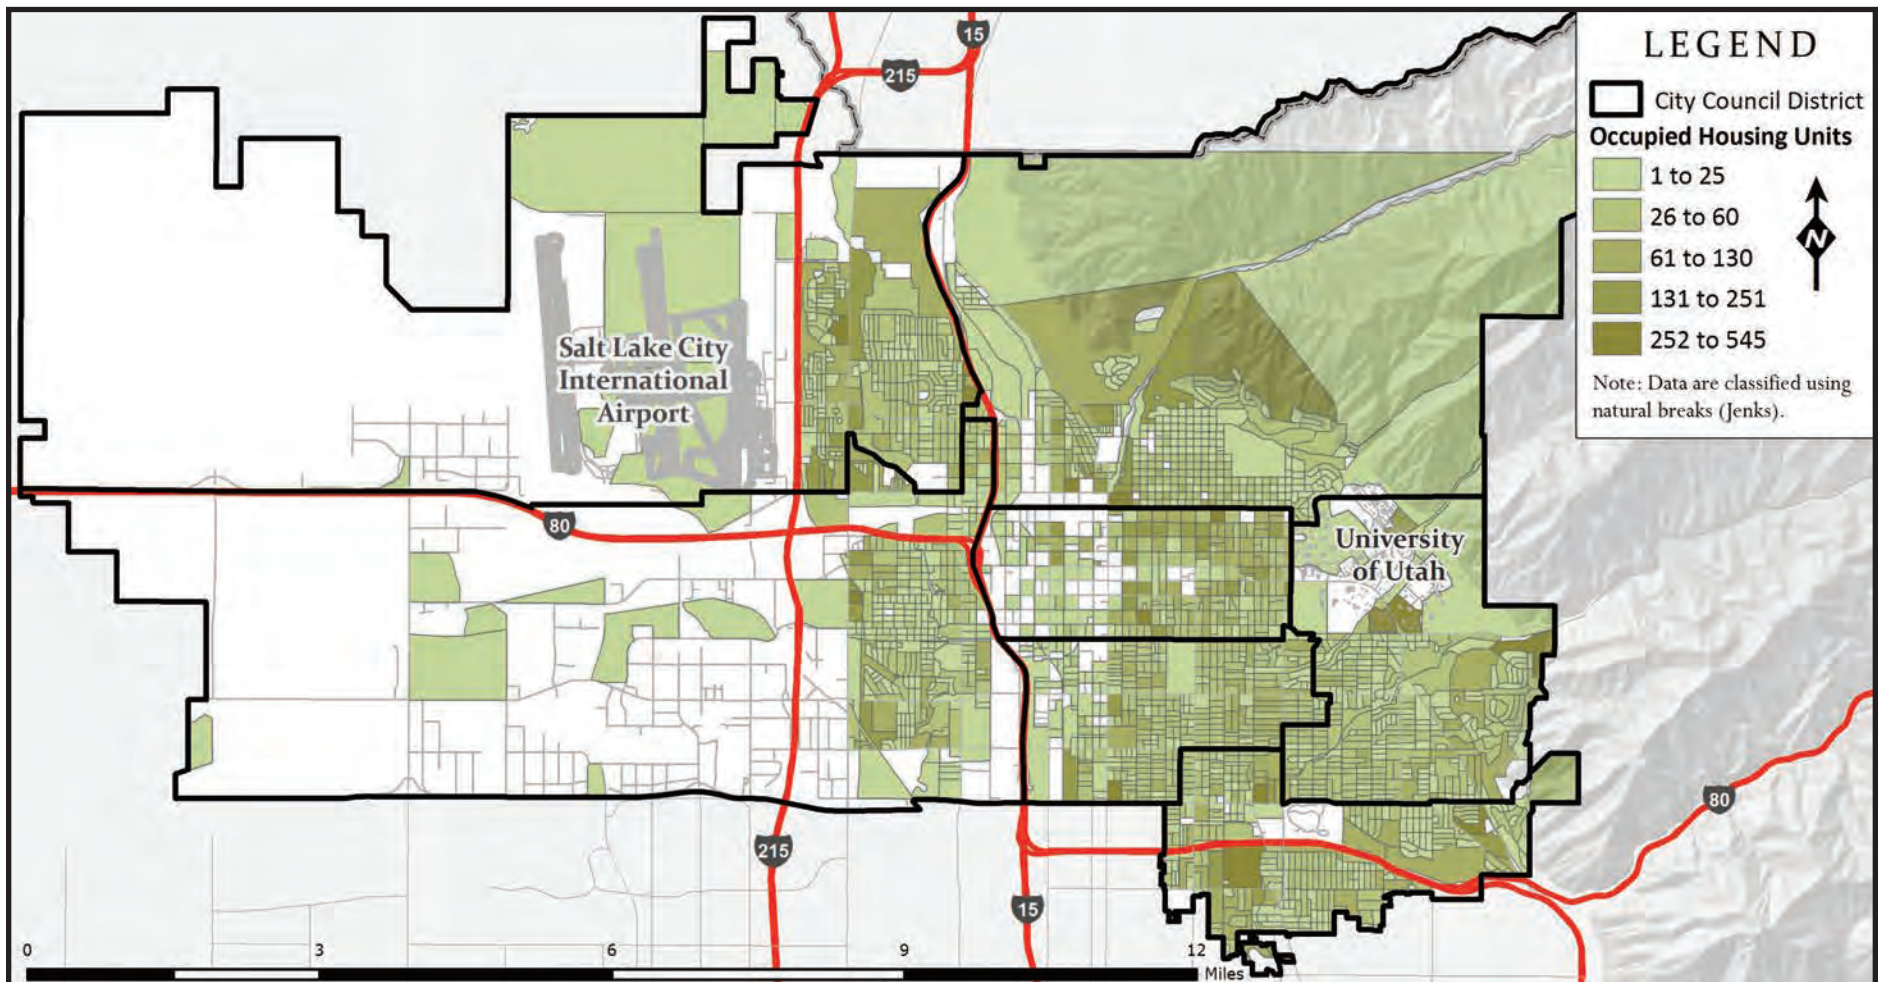 15
215
LEGEND
City Council District
Occupied Housing Units
1 to 25
26 to 60
61 to 130
131 to 251
252 to 545
N
Note: Data are classified using
natural breaks (Jenks).
Salt Lake City
International
Airport
80
University
of Utah
80
215
15
0 3 6 9 12
Miles